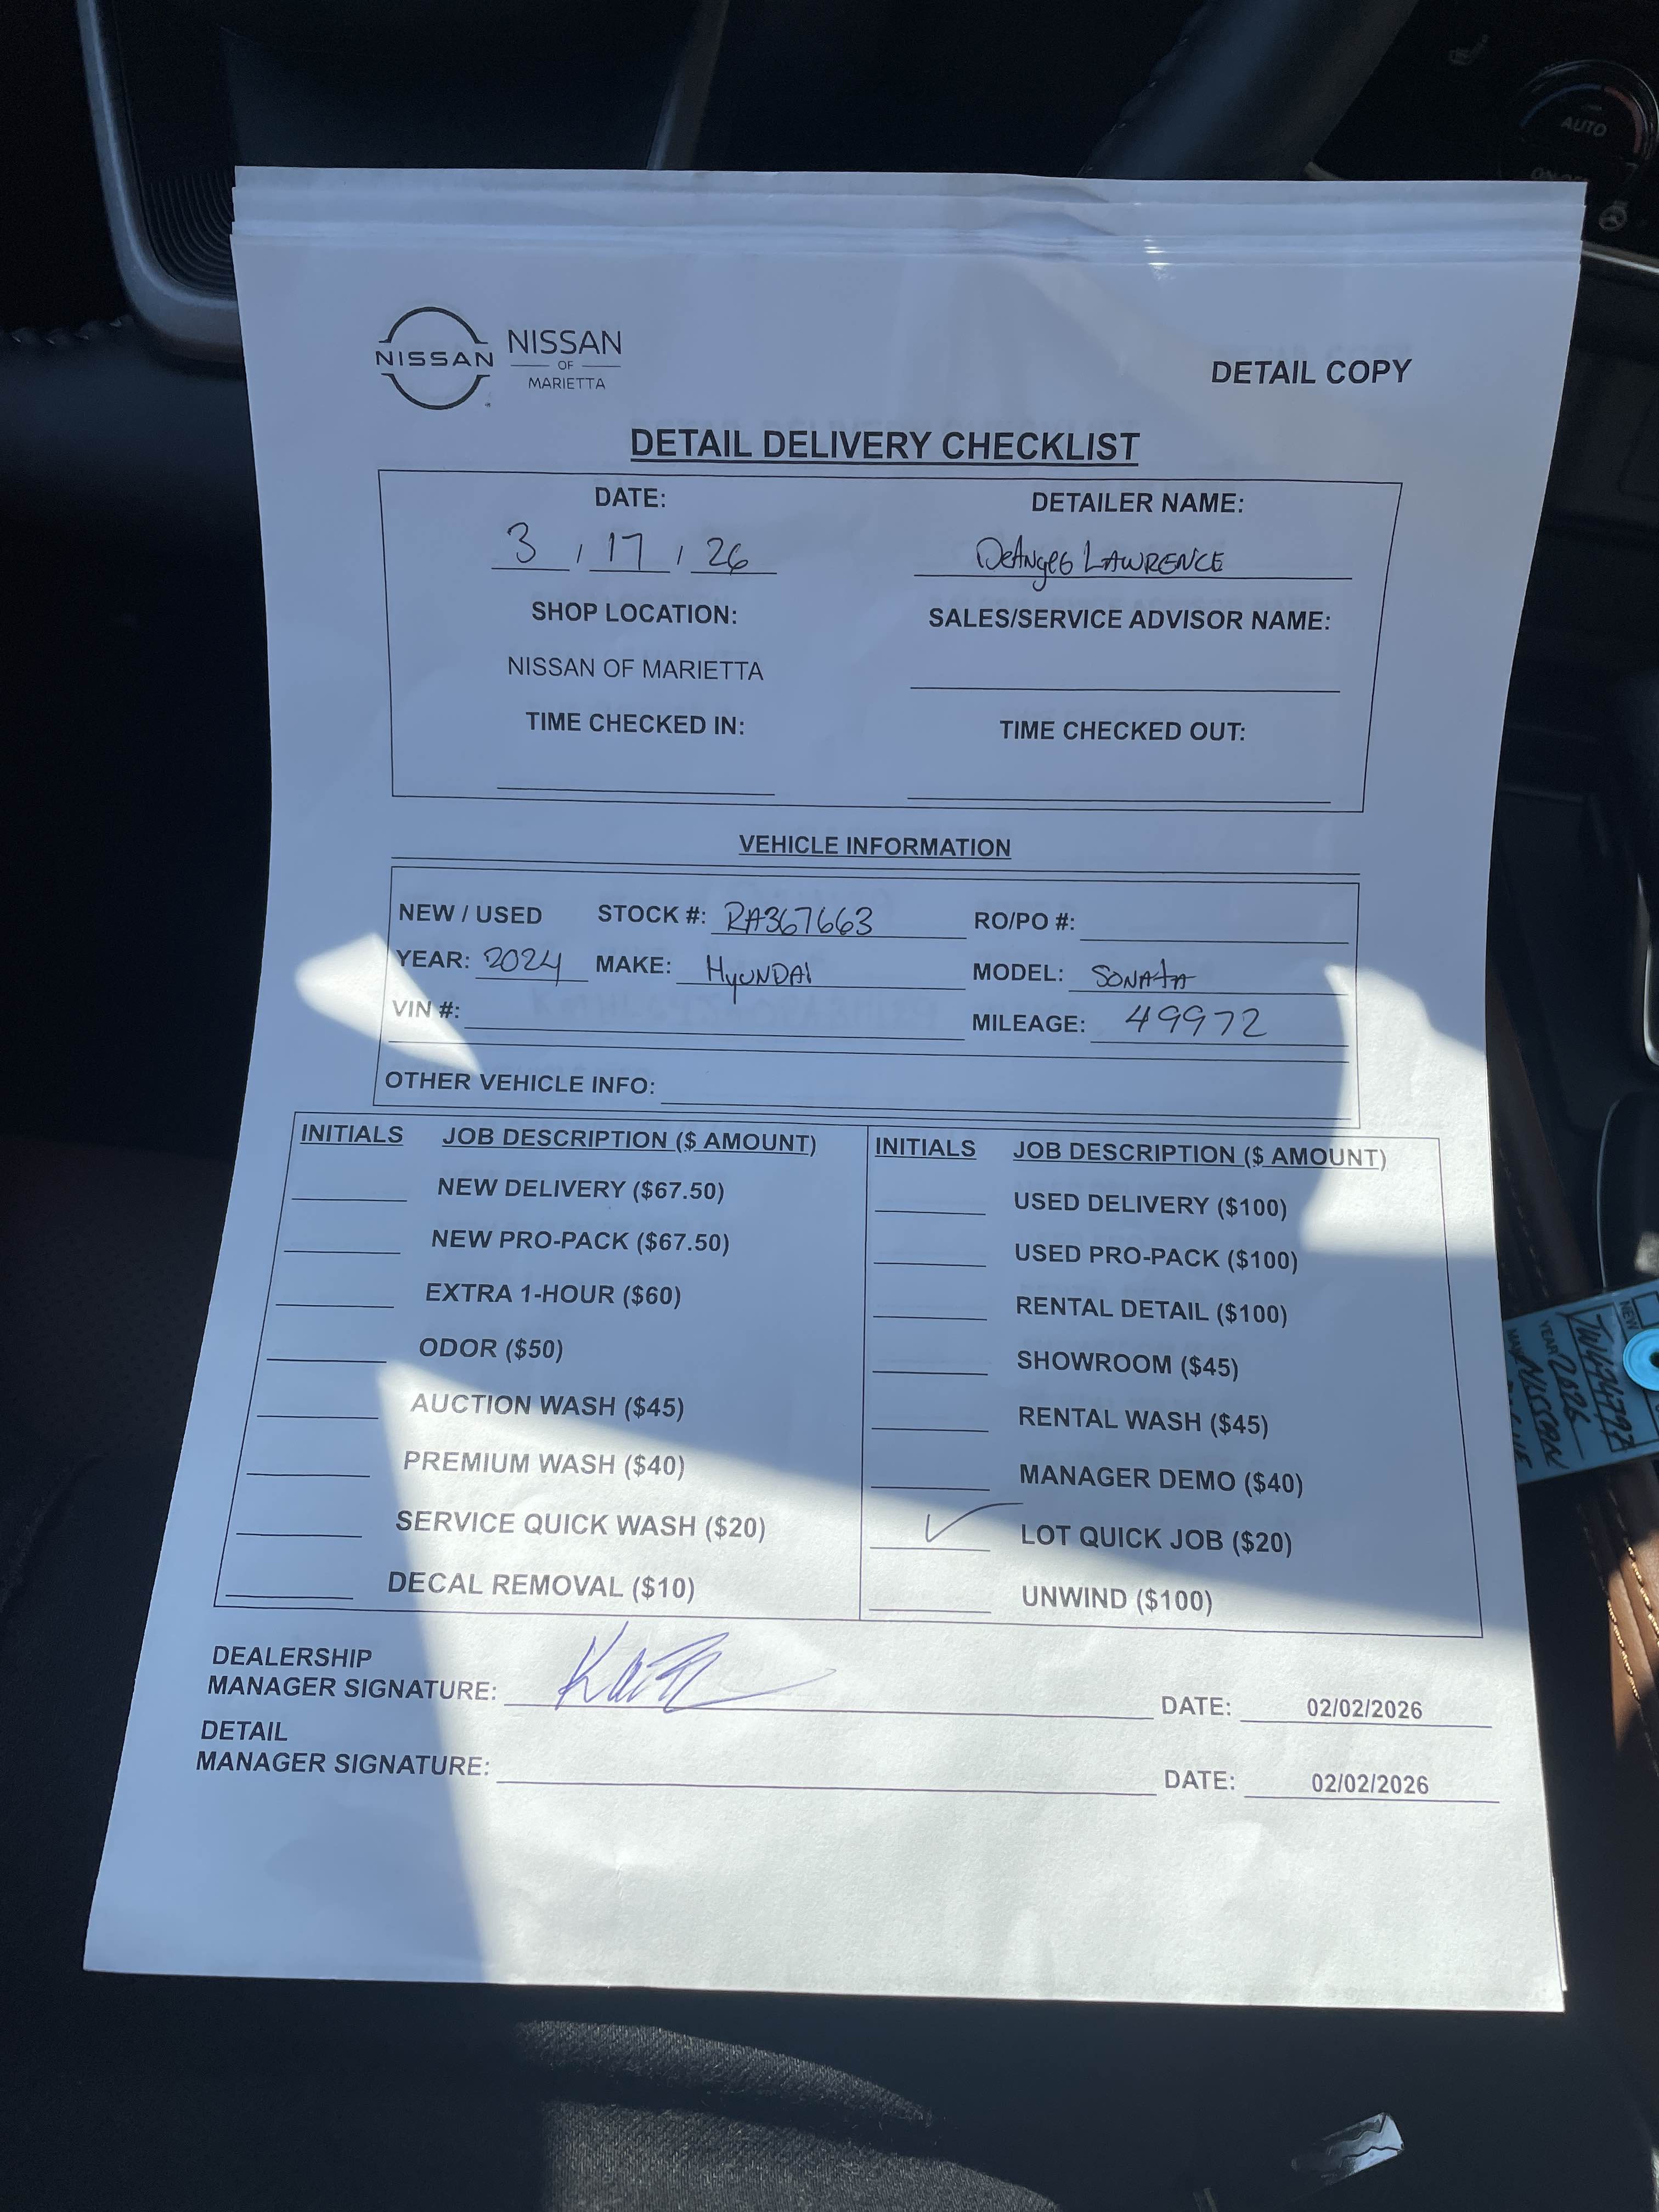 NISSAN
NISSAN
OF
MARIETTA
DETAIL COPY
DETAIL DELIVERY CHECKLIST
DATE: DETAILER NAME:
3 / 17 / 26 DeAngelo LAWRENCE
SHOP LOCATION: SALES/SERVICE ADVISOR NAME:
NISSAN OF MARIETTA
TIME CHECKED IN: TIME CHECKED OUT:
VEHICLE INFORMATION
NEW / USED STOCK #: RA367663 RO/PO #:
YEAR: 2024 MAKE: HYUNDAI MODEL: SONATA
VIN #: MILEAGE: 49972
OTHER VEHICLE INFO:
INITIALS JOB DESCRIPTION ($ AMOUNT) INITIALS JOB DESCRIPTION ($ AMOUNT)
NEW DELIVERY ($67.50) USED DELIVERY ($100)
NEW PRO-PACK ($67.50) USED PRO-PACK ($100)
EXTRA 1-HOUR ($60) RENTAL DETAIL ($100)
ODOR ($50) SHOWROOM ($45)
AUCTION WASH ($45) RENTAL WASH ($45)
PREMIUM WASH ($40) MANAGER DEMO ($40)
SERVICE QUICK WASH ($20) LOT QUICK JOB ($20)
DECAL REMOVAL ($10) UNWIND ($100)
DEALERSHIP
MANAGER SIGNATURE: DATE: 02/02/2026
DETAIL
MANAGER SIGNATURE: DATE: 02/02/2026
AUTO
NEW
YEAR 2026
NISSAN